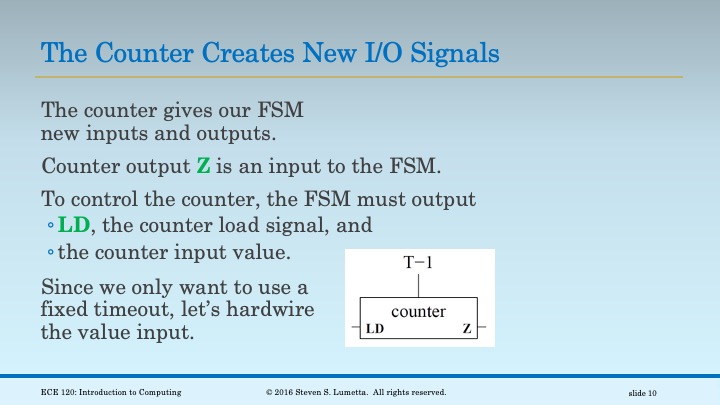 The Counter Creates New I/O Signals
The counter gives our FSM
new inputs and outputs.
Counter output Z is an input to the FSM.
To control the counter, the FSM must output
◦LD, the counter load signal, and
◦the counter input value.
Since we only want to use a
fixed timeout, let’s hardwire
the value input.
T−1
counter
LD Z
ECE 120: Introduction to Computing © 2016 Steven S. Lumetta. All rights reserved. slide 10